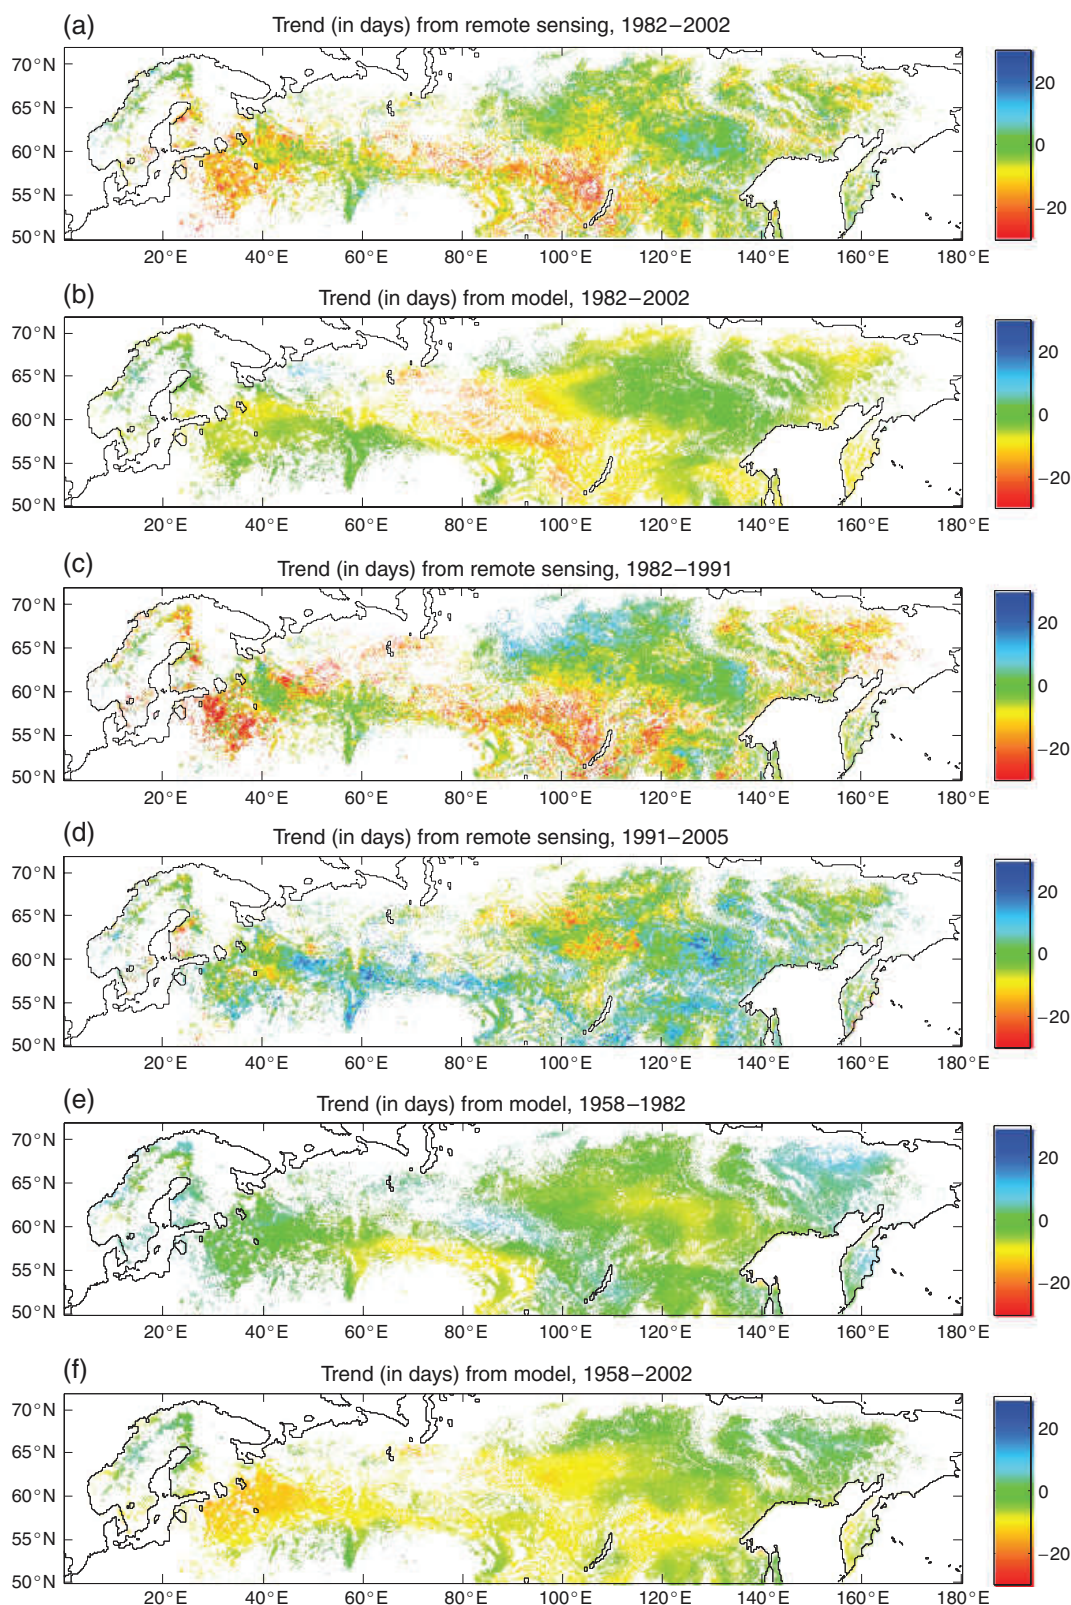 (a)
Trend (in days) from remote sensing, 1982–2002
70°N
65°N
60°N
55°N
50°N
20°E 40°E 60°E 80°E 100°E 120°E 140°E 160°E 180°E
20
0
−20
(b)
Trend (in days) from model, 1982–2002
70°N
65°N
60°N
55°N
50°N
20°E 40°E 60°E 80°E 100°E 120°E 140°E 160°E 180°E
20
0
−20
(c)
Trend (in days) from remote sensing, 1982–1991
70°N
65°N
60°N
55°N
50°N
20°E 40°E 60°E 80°E 100°E 120°E 140°E 160°E 180°E
20
0
−20
(d)
Trend (in days) from remote sensing, 1991–2005
70°N
65°N
60°N
55°N
50°N
20°E 40°E 60°E 80°E 100°E 120°E 140°E 160°E 180°E
20
0
−20
(e)
Trend (in days) from model, 1958–1982
70°N
65°N
60°N
55°N
50°N
20°E 40°E 60°E 80°E 100°E 120°E 140°E 160°E 180°E
20
0
−20
(f)
Trend (in days) from model, 1958–2002
70°N
65°N
60°N
55°N
50°N
20°E 40°E 60°E 80°E 100°E 120°E 140°E 160°E 180°E
20
0
−20